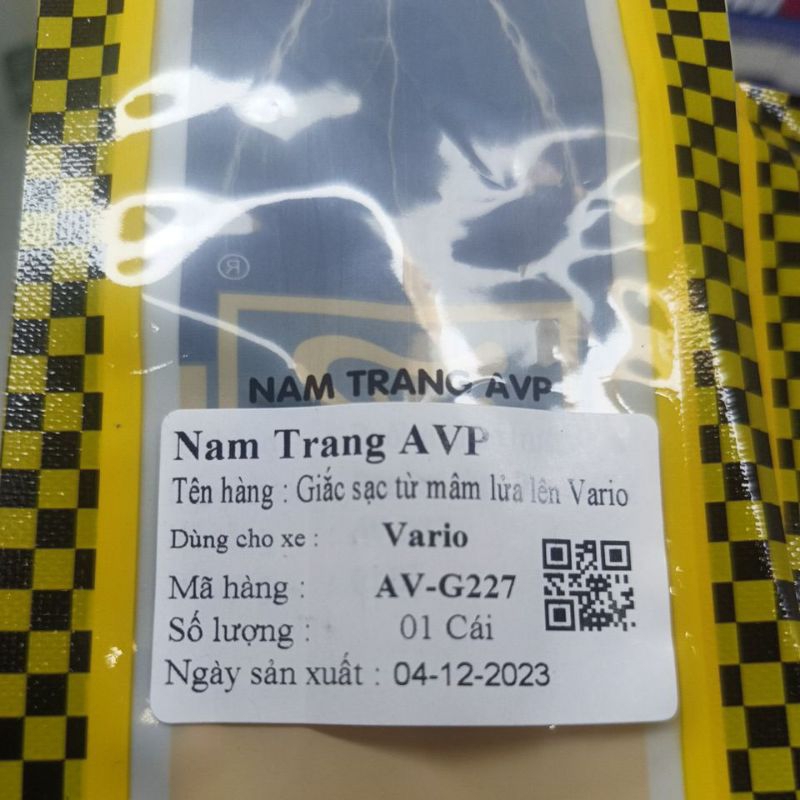 ®
NAM TRANG AVP
Nam Trang AVP
Tên hàng : Giắc sạc từ mâm lửa lên Vario
Dùng cho xe : Vario
Mã hàng : AV-G227
Số lượng : 01 Cái
Ngày sản xuất : 04-12-2023